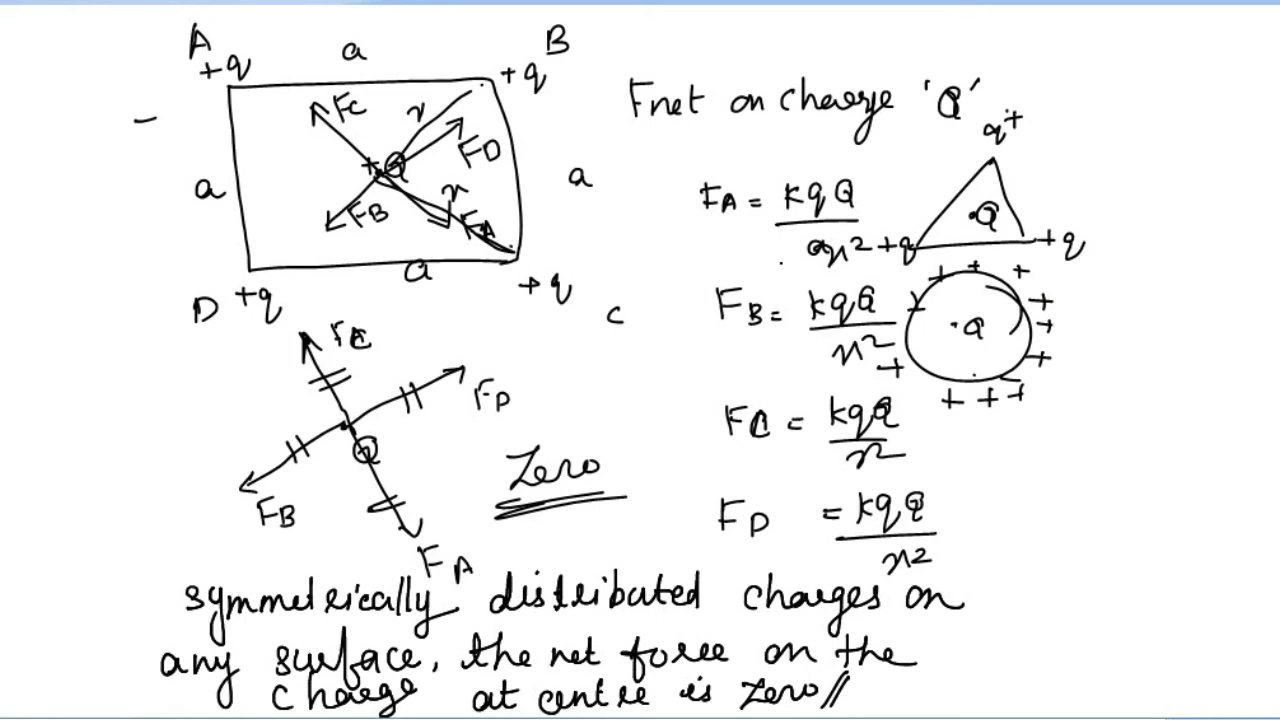 A
+q
a
B
+q
Fnet on charge 'Q'
q+
FC
r
FD
+Q
a
a
r
FB
FA
FA = kqQ
r²
+q
Q
+q
D
+q
a
+q
C
FB = kqQ
r²
+ + + + + + + + + +
Q
FC
FD
Q
FB
FA
Zero
FC = kqQ
r²
FD = kqQ
r²
symmetrically distributed charges on
any surface, the net force on the
charge at centre is zero//